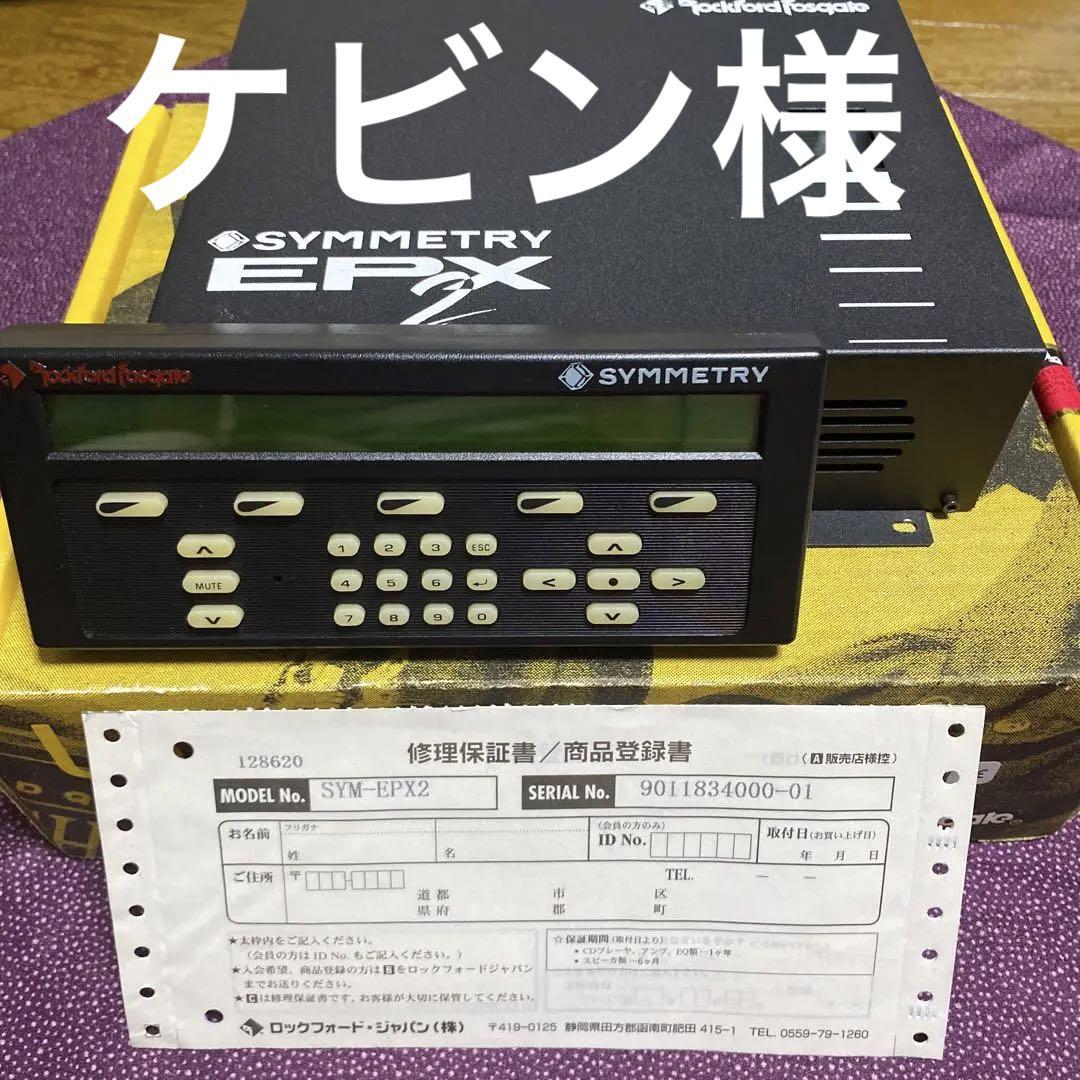 Rockford Fosgate
ケビン様
SYMMETRY
EPX2
Rockford Fosgate
SYMMETRY
1 2 3 ESC
MUTE
4 5 6
7 8 9 0
128620
修理保証書/商品登録書
(A 販売店様控)
MODEL No. SYM-EPX2
SERIAL No. 9011834000-01
お名前
フリガナ
姓
名
(会員の方のみ)
ID No.
取付日(お買い上げ日)
年 月 日
ご住所
〒
TEL. — —
道都 市 区
県府 郡 町
★太枠内をご記入ください。
(会員の方はID No.もご記入ください。)
★入会希望、商品登録の方はBをロックフォードジャパン
までお送りください。
★Cは修理保証書です。お客様が大切に保管してください。
☆保証期間(取付日より)
•CDプレーヤ、アンプ、EQ類…1ヶ年
•スピーカ類…6ヶ月
ロックフォード・ジャパン(株)
〒419-0125 静岡県田方郡函南町肥田 415-1 TEL. 0559-79-1260